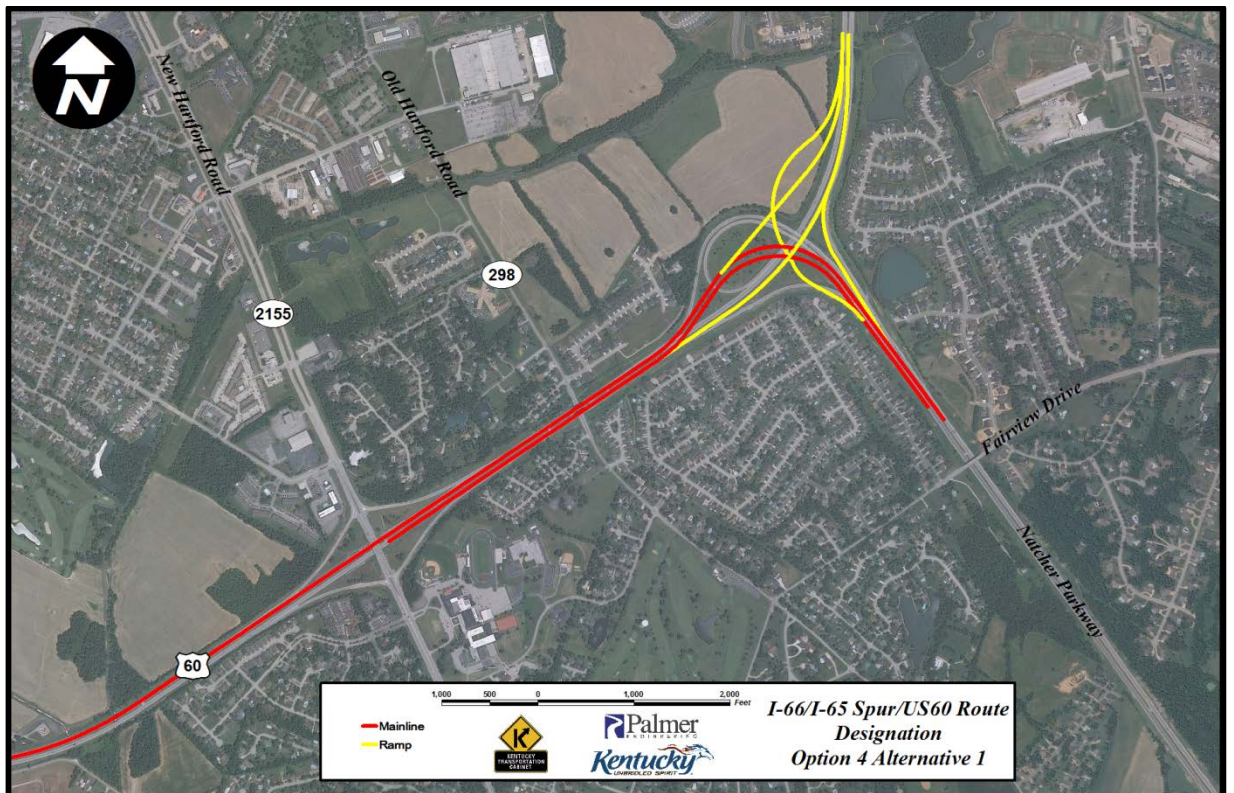 N
New Hartford Road
Old Hartford Road
298
2155
Fairview Drive
Natcher Parkway
60
1,000 500 0 1,000 2,000
Feet
Mainline
Ramp
KENTUCKY
TRANSPORTATION
CABINET
Palmer
ENGINEERING
Kentucky
UNBRIDLED SPIRIT
I-66/I-65 Spur/US60 Route
Designation
Option 4 Alternative 1